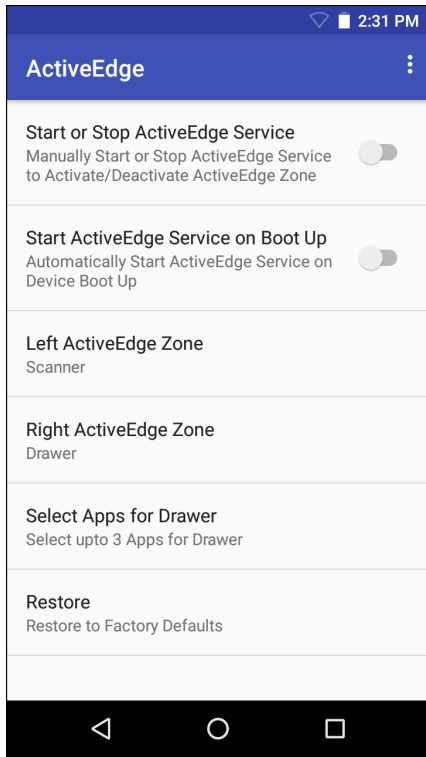 2:31 PM
ActiveEdge
Start or Stop ActiveEdge Service
Manually Start or Stop ActiveEdge Service
to Activate/Deactivate ActiveEdge Zone
Start ActiveEdge Service on Boot Up
Automatically Start ActiveEdge Service on
Device Boot Up
Left ActiveEdge Zone
Scanner
Right ActiveEdge Zone
Drawer
Select Apps for Drawer
Select upto 3 Apps for Drawer
Restore
Restore to Factory Defaults